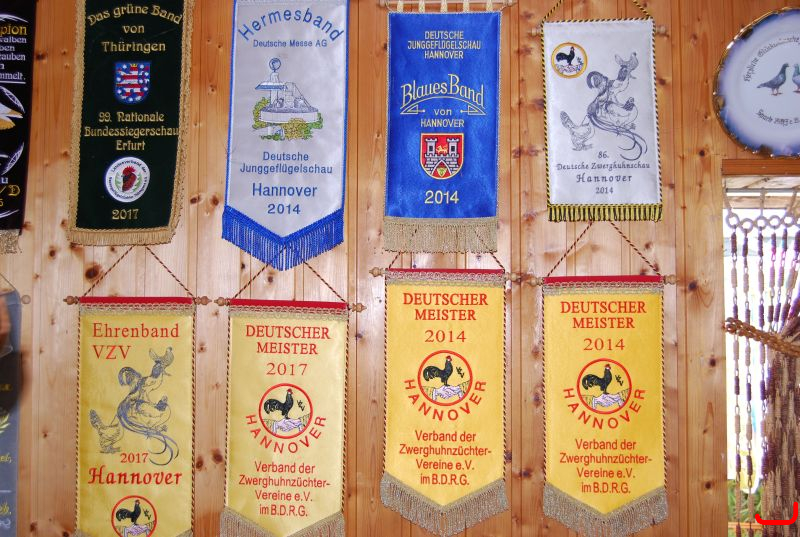 Das grüne Band
von
Thüringen
99. Nationale
Bundessiegerschau
Erfurt
2017
Hermesband
Deutsche Messe AG
Deutsche
Junggeflügelschau
Hannover
2014
DEUTSCHE
JUNGGEFLÜGELSCHAU
HANNOVER
Blaues Band
von
HANNOVER
2014
86.
Deutsche Zwerghuhnschau
Hannover
2014
Ehrenband
VZV
2017
Hannover
DEUTSCHER
MEISTER
2017
HANNOVER
Verband der
Zwerghuhnzüchter-
Vereine e.V.
im B.D.R.G.
DEUTSCHER
MEISTER
2014
HANNOVER
Verband der
Zwerghuhnzüchter-
Vereine e.V.
im B.D.R.G.
DEUTSCHER
MEISTER
2014
HANNOVER
Verband der
Zwerghuhnzüchter-
Vereine e.V.
im B.D.R.G.